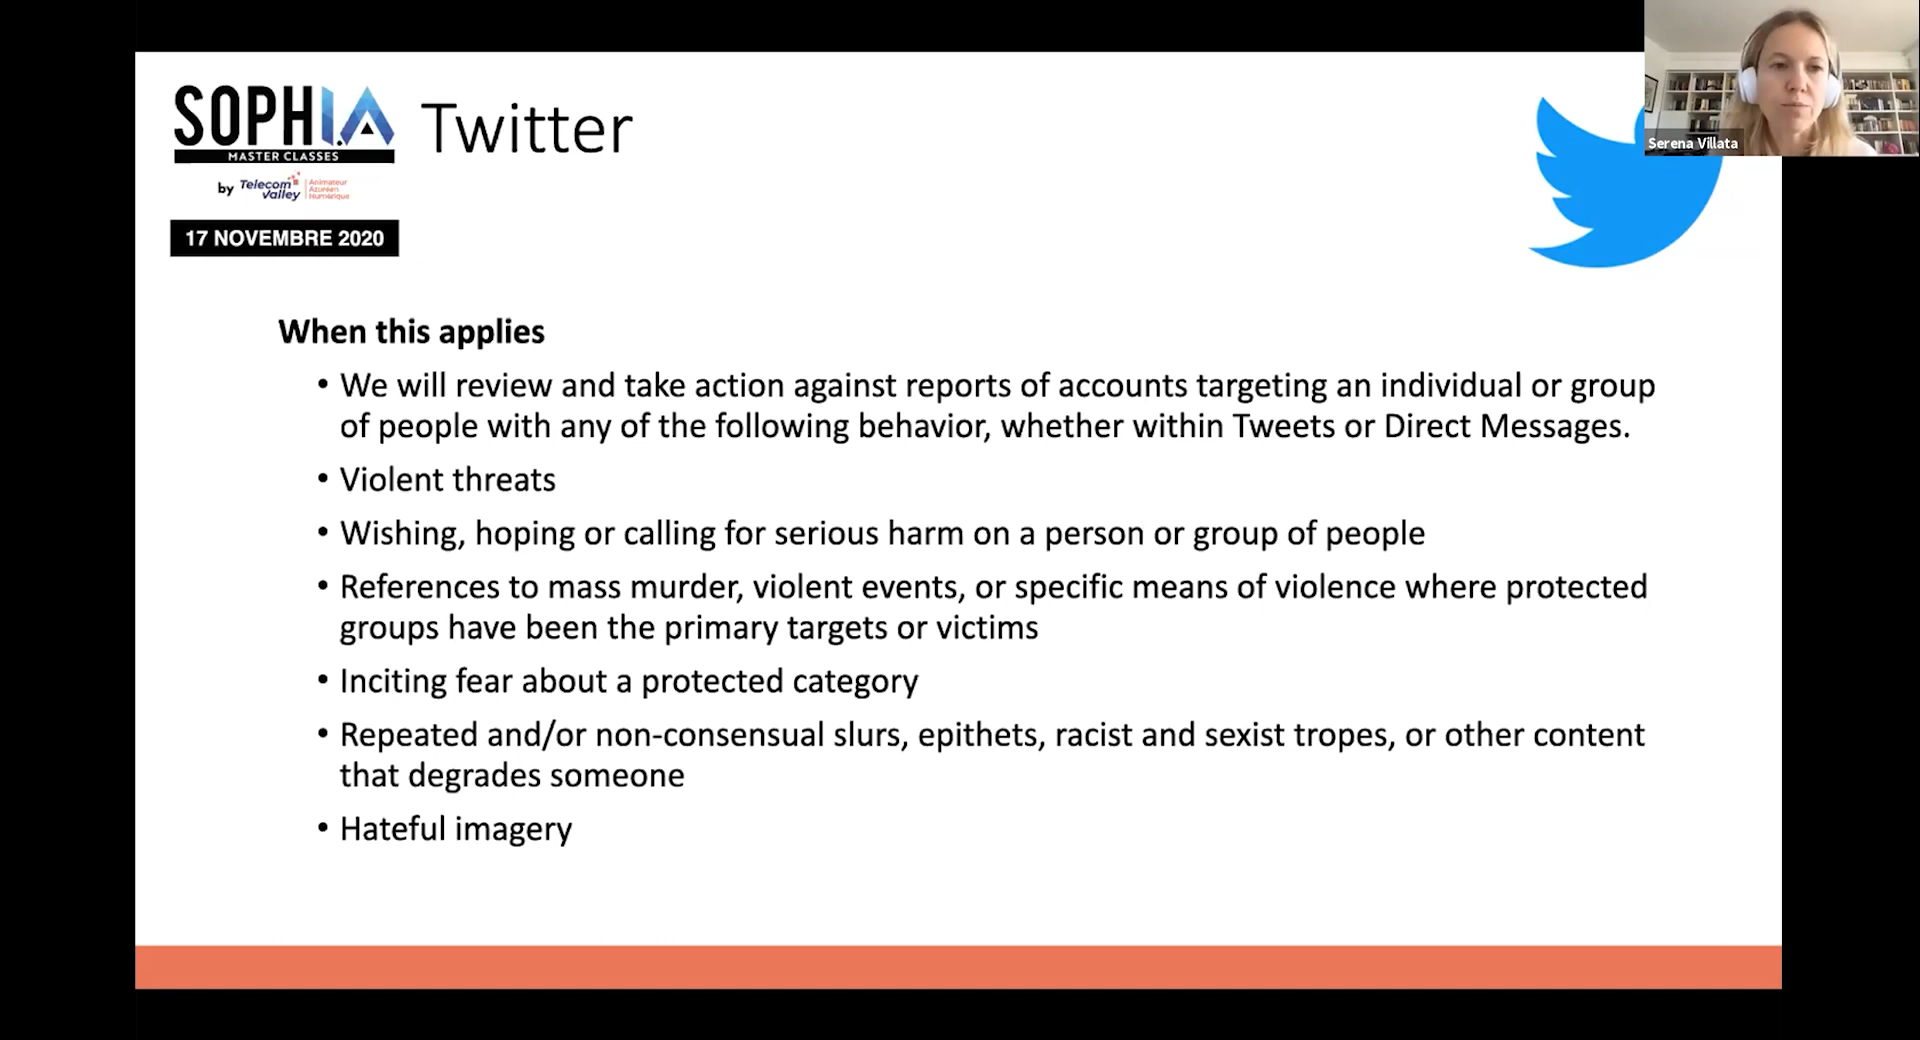 SOPHI.A
MASTER CLASSES
by Telecom Valley
Animateur
Azuréen
Numérique
17 NOVEMBRE 2020
Twitter
Serena Villata
When this applies
• We will review and take action against reports of accounts targeting an individual or group
of people with any of the following behavior, whether within Tweets or Direct Messages.
• Violent threats
• Wishing, hoping or calling for serious harm on a person or group of people
• References to mass murder, violent events, or specific means of violence where protected
groups have been the primary targets or victims
• Inciting fear about a protected category
• Repeated and/or non-consensual slurs, epithets, racist and sexist tropes, or other content
that degrades someone
• Hateful imagery